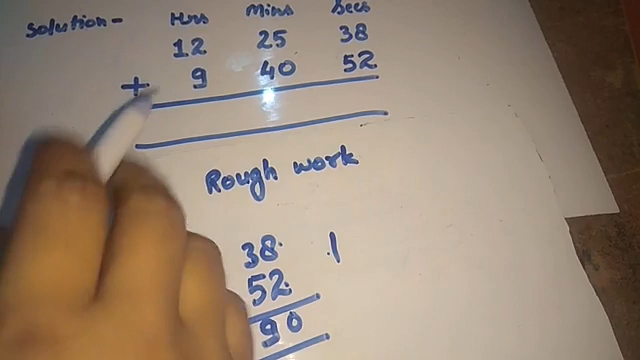 Solution- Hrs Mins Secs
12 25 38
+ 9 40 52
Rough work
38. .1
52.
90